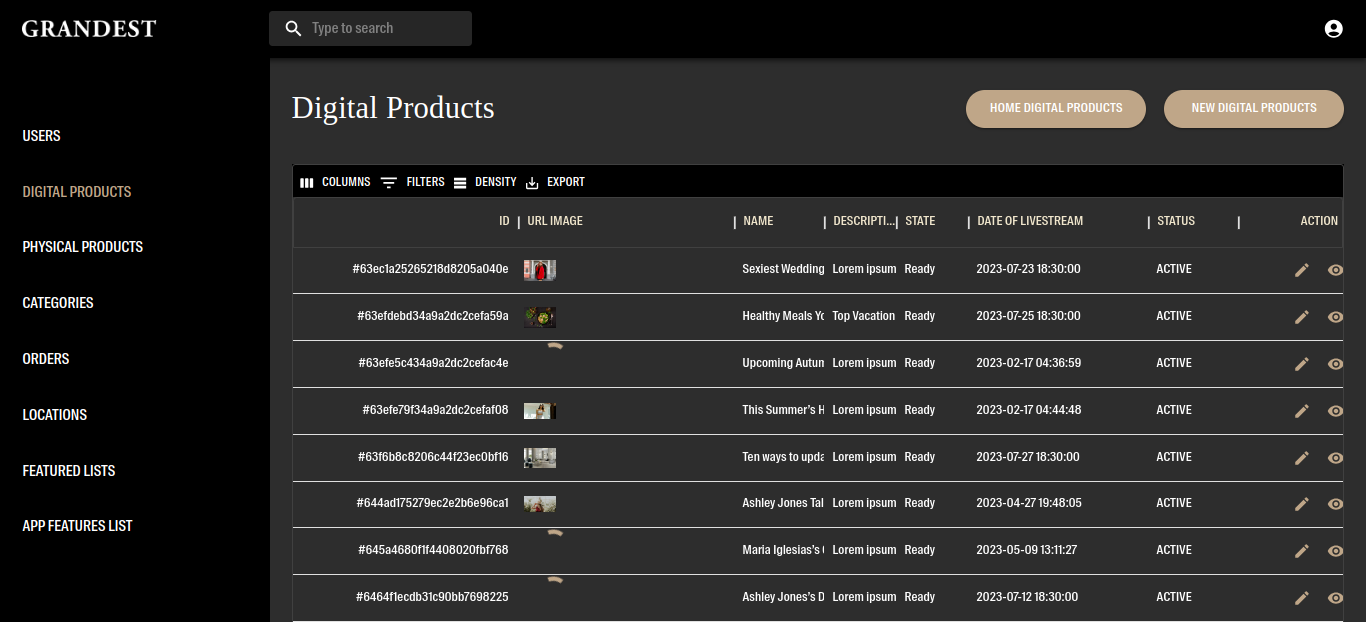 GRANDEST
Type to search
USERS
DIGITAL PRODUCTS
PHYSICAL PRODUCTS
CATEGORIES
ORDERS
LOCATIONS
FEATURED LISTS
APP FEATURES LIST
Digital Products
HOME DIGITAL PRODUCTS
NEW DIGITAL PRODUCTS
COLUMNS FILTERS DENSITY EXPORT
ID URL IMAGE NAME DESCRIPTI... STATE DATE OF LIVESTREAM STATUS ACTION
#63ec1a25265218d8205a040e Sexiest Wedding Lorem ipsum Ready 2023-07-23 18:30:00 ACTIVE
#63efdebd34a9a2dc2cefa59a Healthy Meals Yo Top Vacation Ready 2023-07-25 18:30:00 ACTIVE
#63efe5c434a9a2dc2cefac4e Upcoming Autun Lorem ipsum Ready 2023-02-17 04:36:59 ACTIVE
#63efe79f34a9a2dc2cefaf08 This Summer's H Lorem ipsum Ready 2023-02-17 04:44:48 ACTIVE
#63f6b8c8206c44f23ec0bf16 Ten ways to upda Lorem ipsum Ready 2023-07-27 18:30:00 ACTIVE
#644ad175279ec2e2b6e96ca1 Ashley Jones Tal Lorem ipsum Ready 2023-04-27 19:48:05 ACTIVE
#645a4680f1f4408020fbf768 Maria Iglesias's Lorem ipsum Ready 2023-05-09 13:11:27 ACTIVE
#6464f1ecdb31c90bb7698225 Ashley Jones's D Lorem ipsum Ready 2023-07-12 18:30:00 ACTIVE